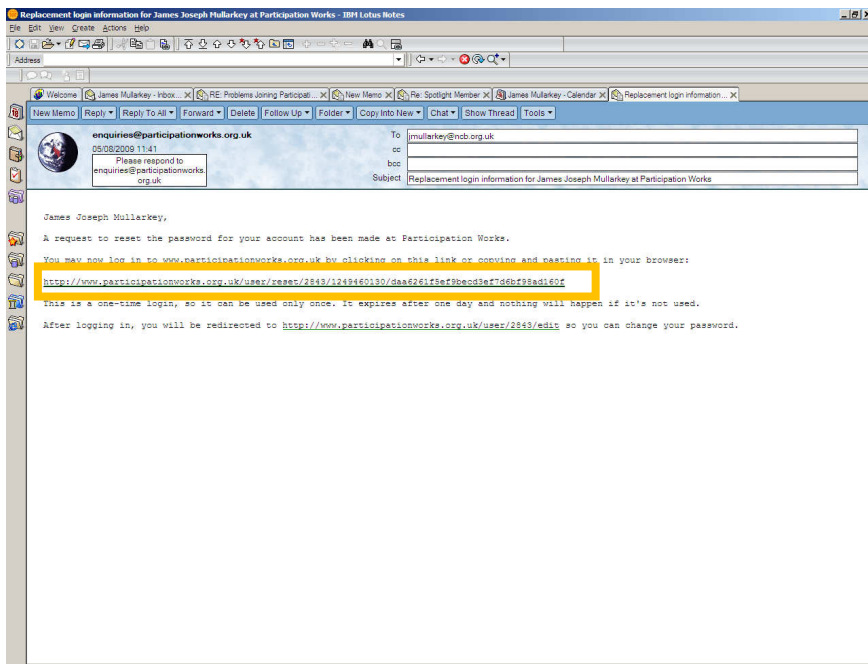 Replacement login information for James Joseph Mullarkey at Participation Works - IBM Lotus Notes
File Edit View Create Actions Help
Address
Welcome James Mullarkey - Inbox... RE: Problems Joining Participati... New Memo Re: Spotlight Member James Mullarkey - Calendar Replacement login information...
New Memo Reply Reply To All Forward Delete Follow Up Folder Copy Into New Chat Show Thread Tools
enquiries@participationworks.org.uk
05/08/2009 11:41
Please respond to
enquiries@participationworks.
org.uk
To jmullarkey@ncb.org.uk
cc
bcc
Subject Replacement login information for James Joseph Mullarkey at Participation Works
James Joseph Mullarkey,
A request to reset the password for your account has been made at Participation Works.
You may now log in to www.participationworks.org.uk by clicking on this link or copying and pasting it in your browser:
http://www.participationworks.org.uk/user/reset/2843/1249460130/daa6261f5ef9becd3ef7d6bf98ad160f
This is a one-time login, so it can be used only once. It expires after one day and nothing will happen if it's not used.
After logging in, you will be redirected to http://www.participationworks.org.uk/user/2843/edit so you can change your password.